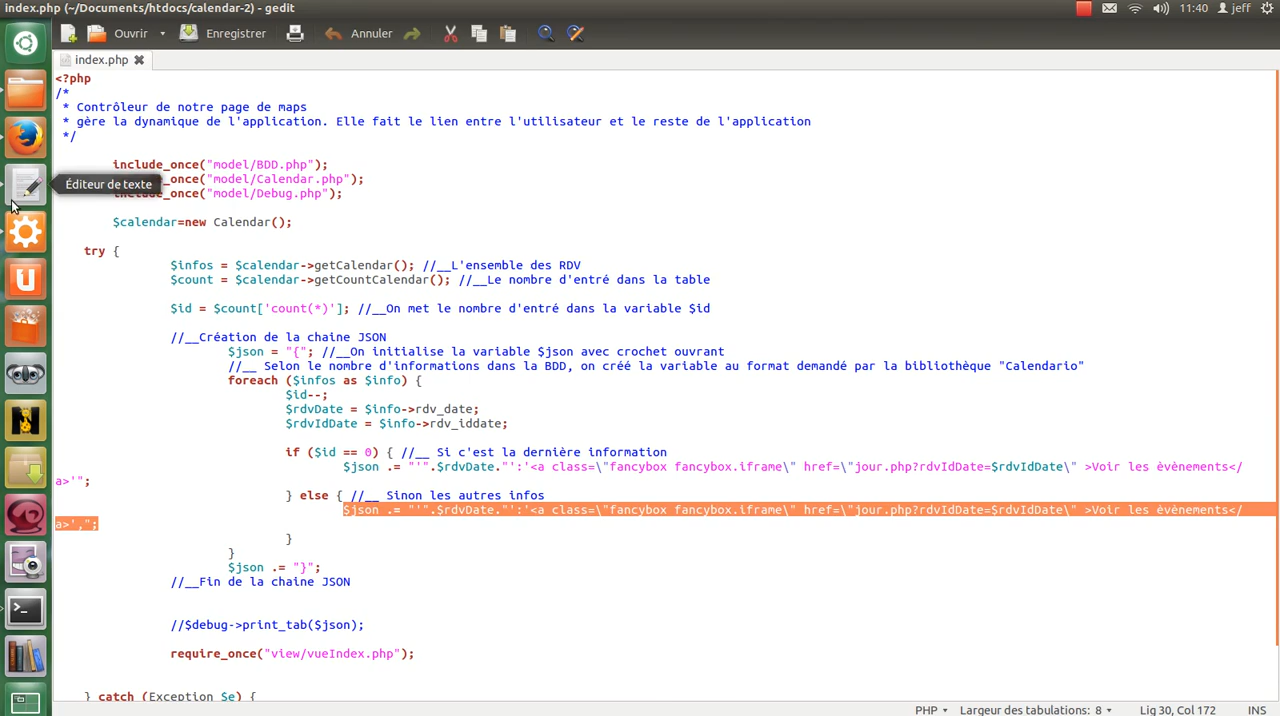 index.php (~/Documents/htdocs/calendar-2) - gedit
11:40 jeff
Ouvrir Enregistrer Annuler
index.php
<?php
/*
* Contrôleur de notre page de maps
* gère la dynamique de l'application. Elle fait le lien entre l'utilisateur et le reste de l'application
*/
include_once("model/BDD.php");
Éditeur de texte
_once("model/Calendar.php");
include_once("model/Debug.php");
$calendar=new Calendar();
try {
$infos = $calendar->getCalendar(); //__L'ensemble des RDV
$count = $calendar->getCountCalendar(); //__Le nombre d'entré dans la table
$id = $count['count(*)']; //__On met le nombre d'entré dans la variable $id
//__Création de la chaine JSON
$json = "{"; //__On initialise la variable $json avec crochet ouvrant
//__ Selon le nombre d'informations dans la BDD, on créé la variable au format demandé par la bibliothèque "Calendario"
foreach ($infos as $info) {
$id--;
$rdvDate = $info->rdv_date;
$rdvIdDate = $info->rdv_iddate;
if ($id == 0) { //__ Si c'est la dernière information
$json .= "'".$rdvDate."':'<a class=\"fancybox fancybox.iframe\" href=\"jour.php?rdvIdDate=$rdvIdDate\" >Voir les évènements</
a>'";
} else { //__ Sinon les autres infos
$json .= "'".$rdvDate."':'<a class=\"fancybox fancybox.iframe\" href=\"jour.php?rdvIdDate=$rdvIdDate\" >Voir les évènements</
a>',";
}
}
$json .= "}";
//__Fin de la chaine JSON
//$debug->print_tab($json);
require_once("view/vueIndex.php");
} catch (Exception $e) {
PHP Largeur des tabulations: 8 Lig 30, Col 172 INS